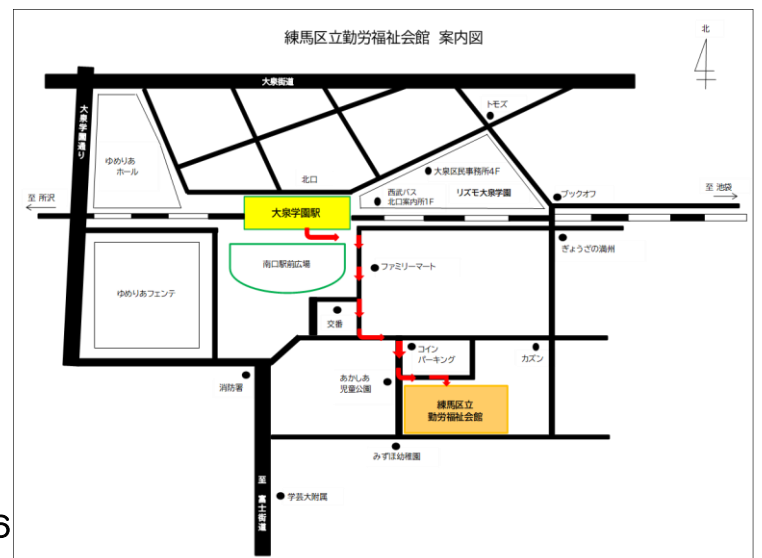 練馬区立勤労福祉会館 案内図
北
大泉街道
大泉学園通り
トモズ
ゆめりあ
ホール
北口
大泉区民事務所4F
リズモ大泉学園
西武バス
北口案内所1F
ブックオフ
至 所沢
至 池袋
大泉学園駅
ぎょうざの満州
南口駅前広場
ファミリーマート
ゆめりあフェンテ
交番
コイン
パーキング
カズン
消防署
あかしあ
児童公園
練馬区立
勤労福祉会館
みずほ幼稚園
至 富士街道
学芸大附属
6